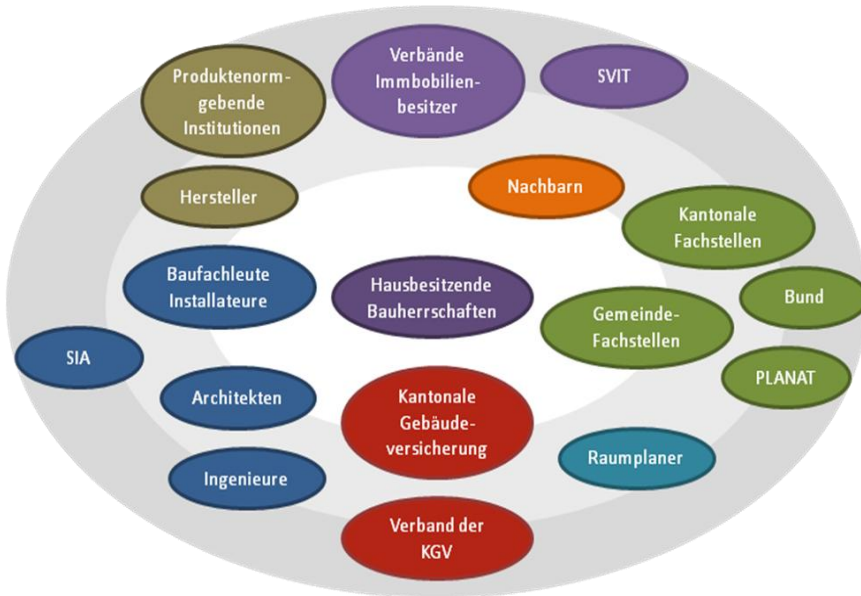 Produktenorm-
gebende
Institutionen
Verbände
Immbobilien-
besitzer
SVIT
Hersteller
Nachbarn
Kantonale
Fachstellen
Baufachleute
Installateure
Hausbesitzende
Bauherrschaften
Gemeinde-
Fachstellen
Bund
SIA
PLANAT
Architekten
Kantonale
Gebäude-
versicherung
Ingenieure
Raumplaner
Verband der
KGV